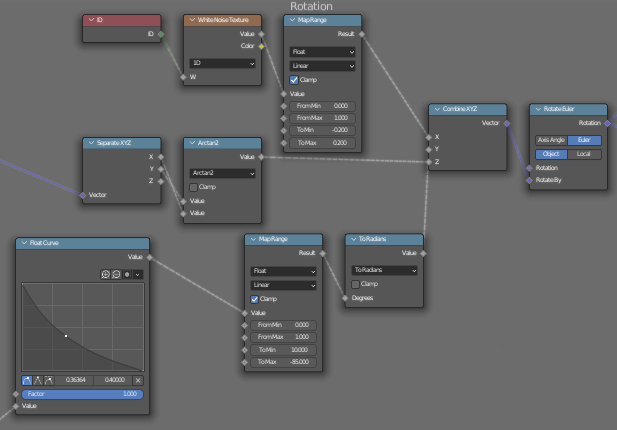 Rotation
ID
ID
White Noise Texture
Value
Color
1D
W
Map Range
Result
Float
Linear
Clamp
Value
From Min 0.000
From Max 1.000
To Min -0.200
To Max 0.200
Separate XYZ
X
Y
Z
Vector
Arctan2
Value
Arctan2
Clamp
Value
Value
Combine XYZ
Vector
X
Y
Z
Rotate Euler
Rotation
Axis Angle Euler
Object Local
Rotation
Rotate By
Float Curve
Value
0.36364 0.40000 X
Factor 1.000
Value
Map Range
Result
Float
Linear
Clamp
Value
From Min 0.000
From Max 1.000
To Min 10.000
To Max -85.000
To Radians
Value
To Radians
Clamp
Degrees